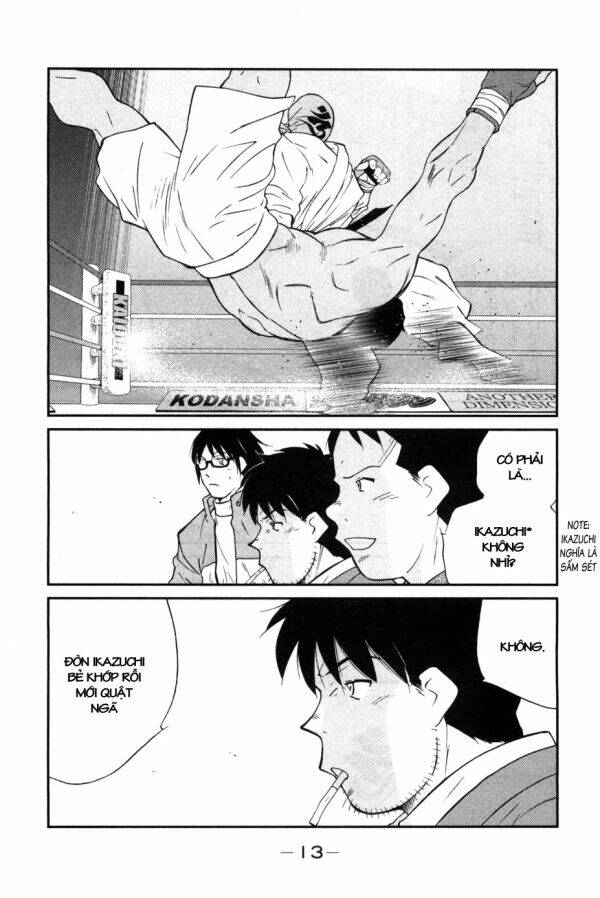 KODANSHA
ANOTHER
DIMENSI
CÓ PHẢI
LÀ...
IKAZUCHI*
KHÔNG
NHỈ?
NOTE:
IKAZUCHI
NGHĨA LÀ
SẤM SÉT
KHÔNG.
ĐÒN IKAZUCHI
BẺ KHỚP RỒI
MỚI QUẬT
NGÃ
—13—